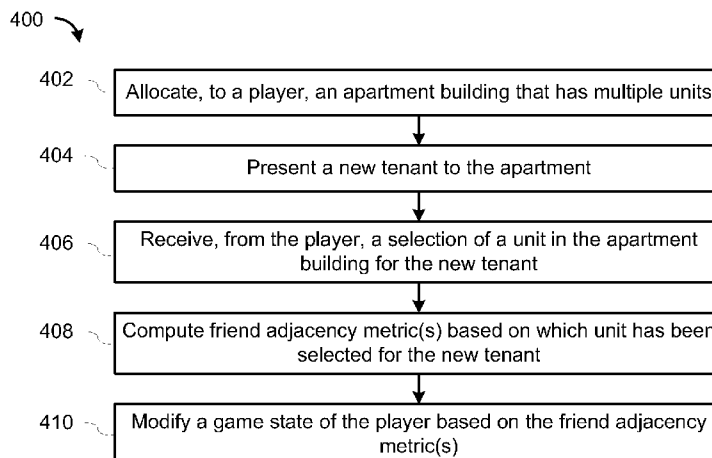 400
402
Allocate, to a player, an apartment building that has multiple units
404
Present a new tenant to the apartment
406
Receive, from the player, a selection of a unit in the apartment
building for the new tenant
408
Compute friend adjacency metric(s) based on which unit has been
selected for the new tenant
410
Modify a game state of the player based on the friend adjacency
metric(s)